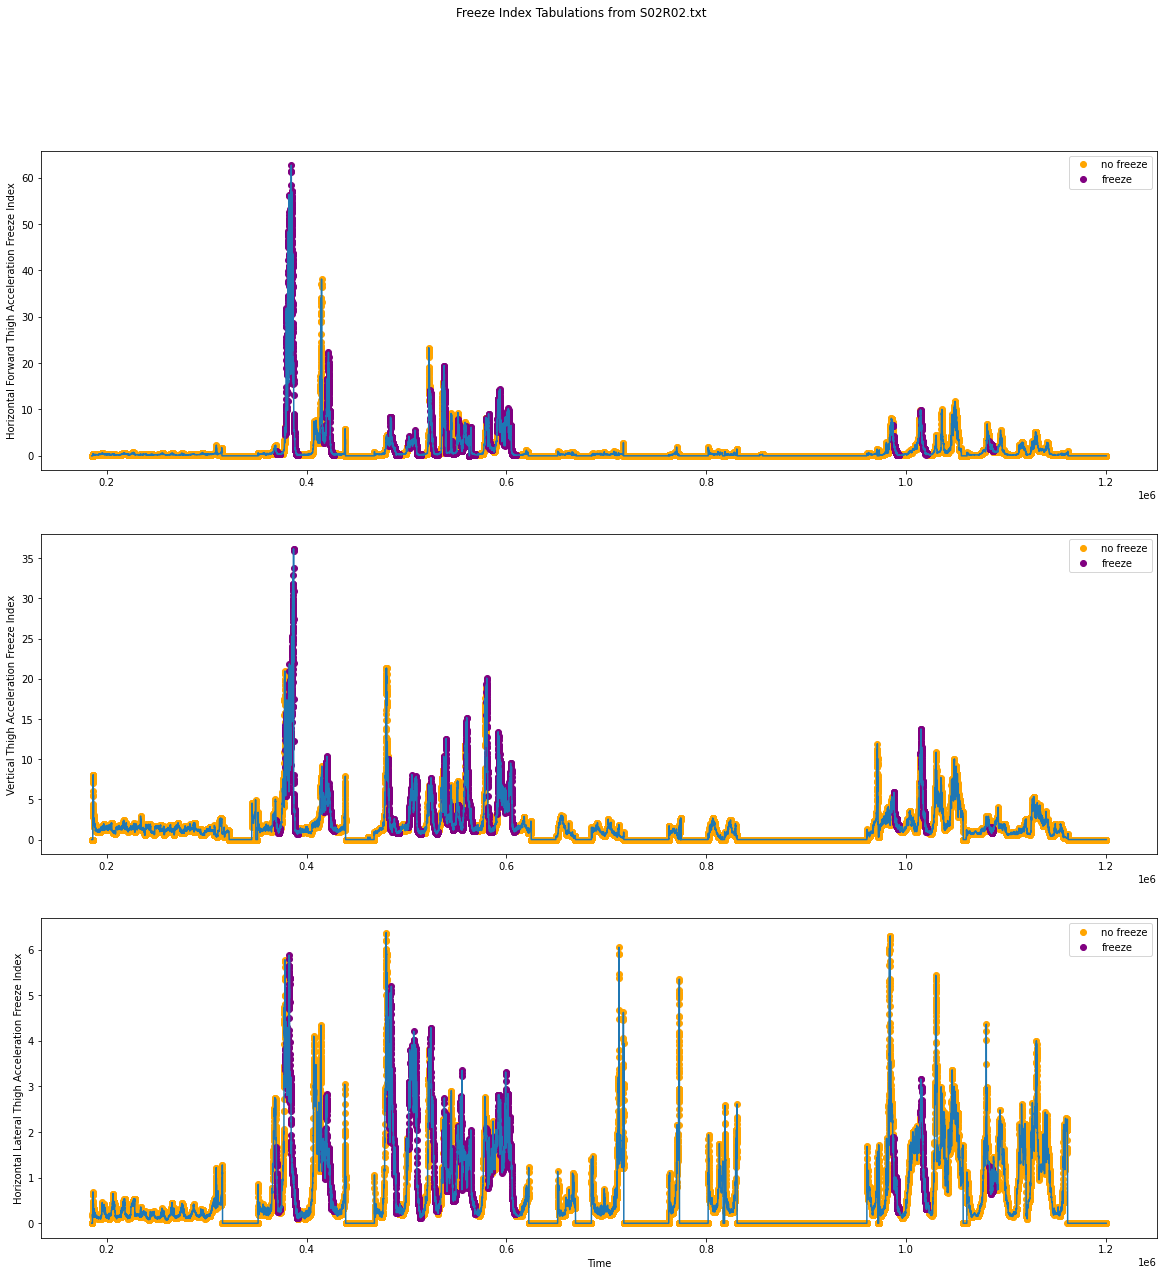 Freeze Index Tabulations from S02R02.txt
Horizontal Forward Thigh Acceleration Freeze Index
60
50
40
30
20
10
0
no freeze
freeze
0.2 0.4 0.6 0.8 1.0 1.2
1e6
Vertical Thigh Acceleration Freeze Index
35
30
25
20
15
10
5
0
no freeze
freeze
0.2 0.4 0.6 0.8 1.0 1.2
1e6
Horizontal Lateral Thigh Acceleration Freeze Index
6
5
4
3
2
1
0
no freeze
freeze
0.2 0.4 0.6 0.8 1.0 1.2
1e6
Time